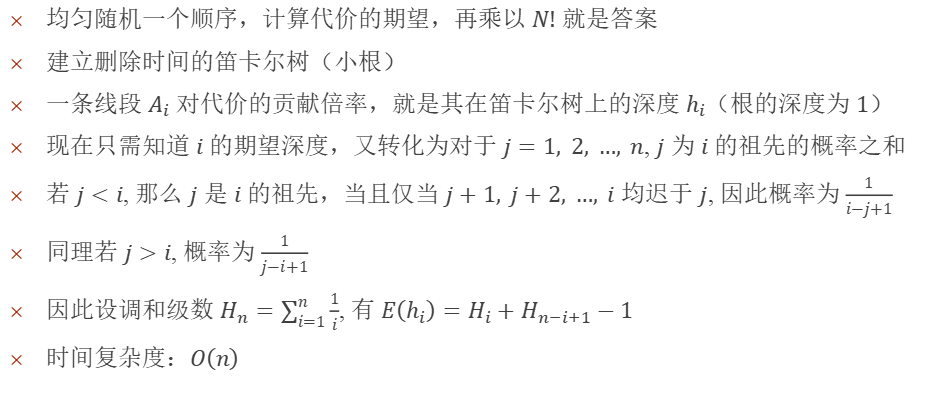 × 均匀随机一个顺序，计算代价的期望，再乘以 N! 就是答案
× 建立删除时间的笛卡尔树（小根）
× 一条线段 A_i 对代价的贡献倍率，就是其在笛卡尔树上的深度 h_i（根的深度为 1）
× 现在只需知道 i 的期望深度，又转化为对于 j = 1, 2, …, n, j 为 i 的祖先的概率之和
× 若 j < i, 那么 j 是 i 的祖先，当且仅当 j + 1, j + 2, …, i 均迟于 j, 因此概率为 \frac{1}{i-j+1}
× 同理若 j > i, 概率为 \frac{1}{j-i+1}
× 因此设调和级数 H_n = \sum_{i=1}^{n} \frac{1}{i}, 有 E(h_i) = H_i + H_{n-i+1} − 1
× 时间复杂度：O(n)